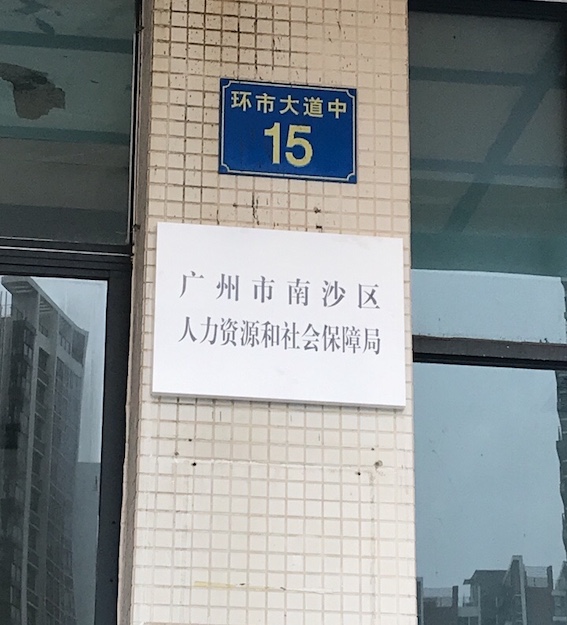 环市大道中
15
广州市南沙区
人力资源和社会保障局